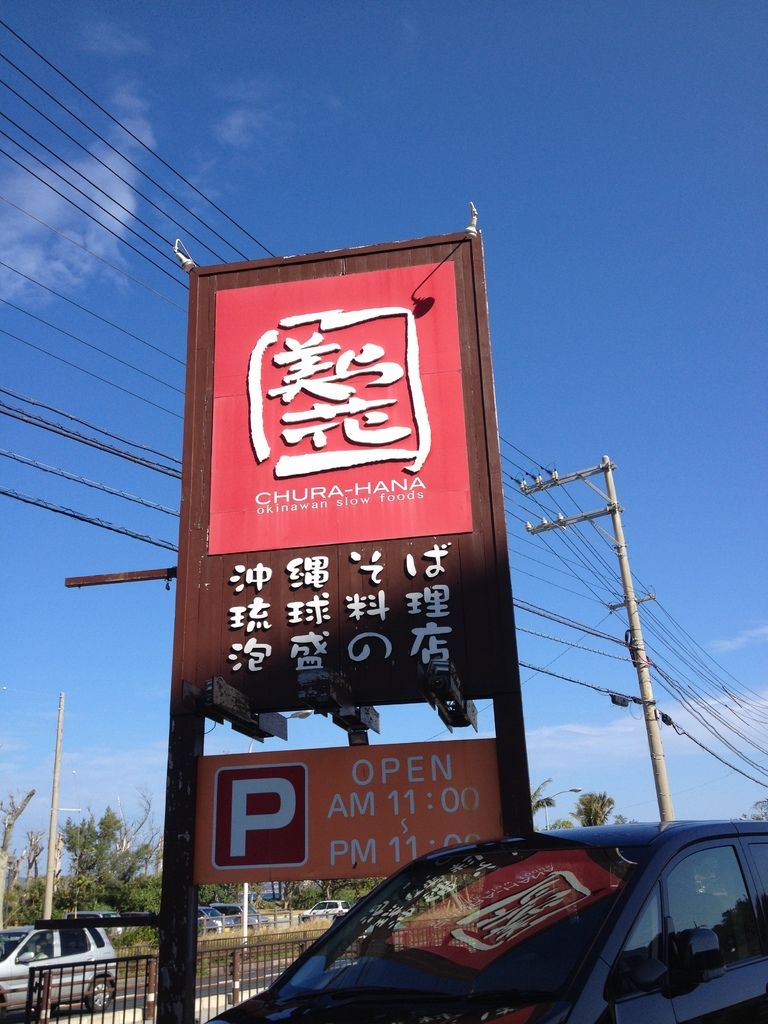 美ら
花
CHURA-HANA
okinawan slow foods
沖縄そば
琉球料理
泡盛の店
P
OPEN
AM 11:00
~
PM 11:00